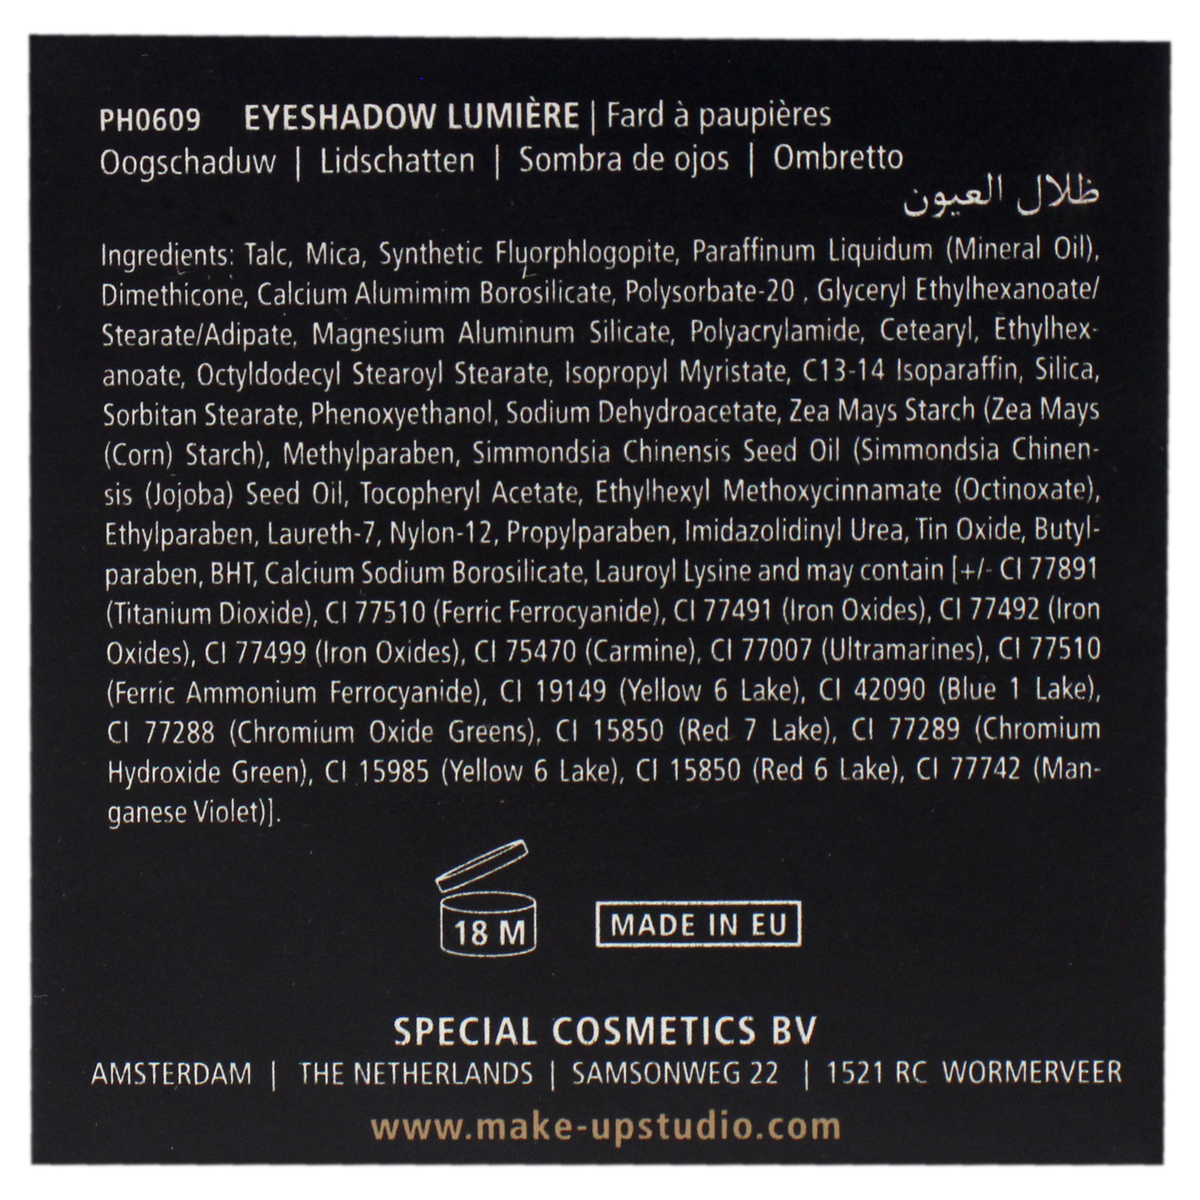 PH0609 EYESHADOW LUMIÈRE | Fard à paupières
Oogschaduw | Lidschatten | Sombra de ojos | Ombretto
ظلال العيون
Ingredients: Talc, Mica, Synthetic Fluorphlogopite, Paraffinum Liquidum (Mineral Oil),
Dimethicone, Calcium Alumimim Borosilicate, Polysorbate-20 , Glyceryl Ethylhexanoate/
Stearate/Adipate, Magnesium Aluminum Silicate, Polyacrylamide, Cetearyl, Ethylhex-
anoate, Octyldodecyl Stearoyl Stearate, Isopropyl Myristate, C13-14 Isoparaffin, Silica,
Sorbitan Stearate, Phenoxyethanol, Sodium Dehydroacetate, Zea Mays Starch (Zea Mays
(Corn) Starch), Methylparaben, Simmondsia Chinensis Seed Oil (Simmondsia Chinen-
sis (Jojoba) Seed Oil, Tocopheryl Acetate, Ethylhexyl Methoxycinnamate (Octinoxate),
Ethylparaben, Laureth-7, Nylon-12, Propylparaben, Imidazolidinyl Urea, Tin Oxide, Butyl-
paraben, BHT, Calcium Sodium Borosilicate, Lauroyl Lysine and may contain [+/- CI 77891
(Titanium Dioxide), CI 77510 (Ferric Ferrocyanide), CI 77491 (Iron Oxides), CI 77492 (Iron
Oxides), CI 77499 (Iron Oxides), CI 75470 (Carmine), CI 77007 (Ultramarines), CI 77510
(Ferric Ammonium Ferrocyanide), CI 19149 (Yellow 6 Lake), CI 42090 (Blue 1 Lake),
CI 77288 (Chromium Oxide Greens), CI 15850 (Red 7 Lake), CI 77289 (Chromium
Hydroxide Green), CI 15985 (Yellow 6 Lake), CI 15850 (Red 6 Lake), CI 77742 (Man-
ganese Violet)].
18 M
MADE IN EU
SPECIAL COSMETICS BV
AMSTERDAM | THE NETHERLANDS | SAMSONWEG 22 | 1521 RC WORMERVEER
www.make-upstudio.com